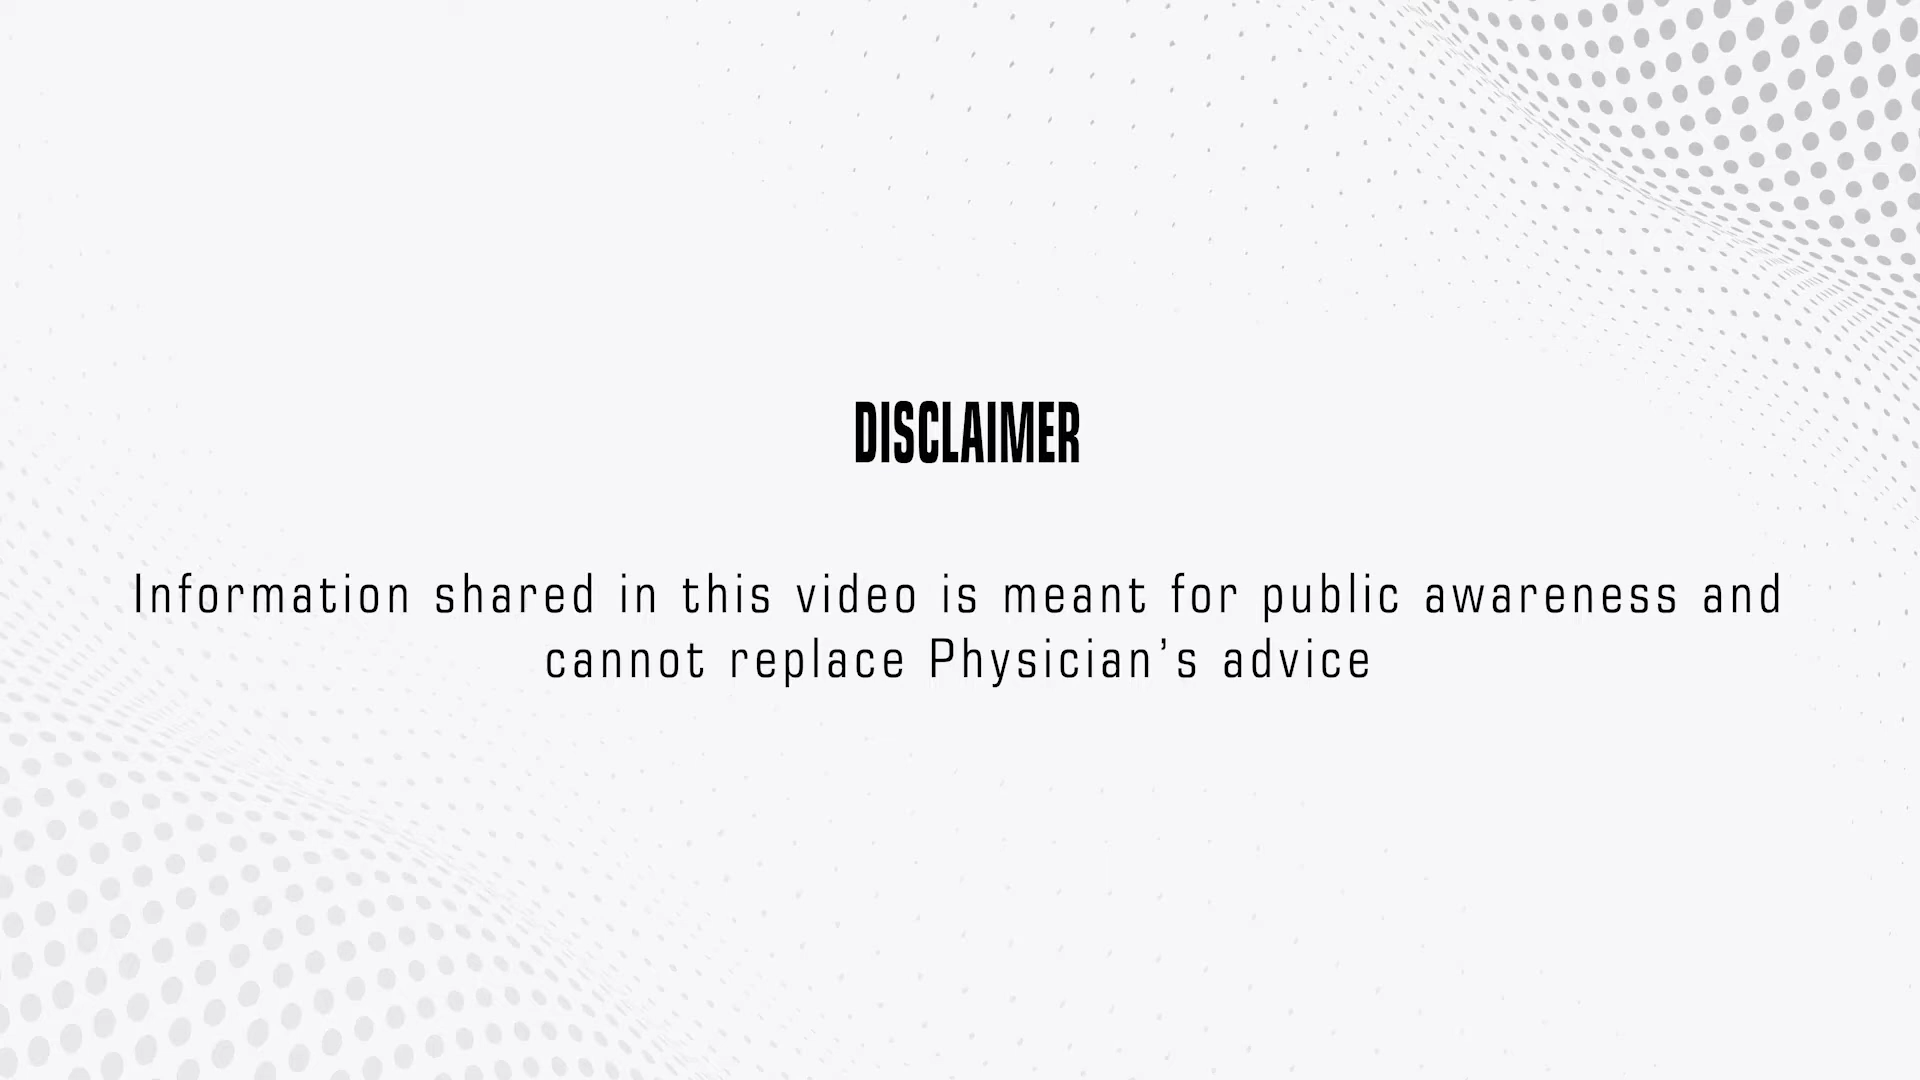 DISCLAIMER
Information shared in this video is meant for public awareness and
cannot replace Physician’s advice